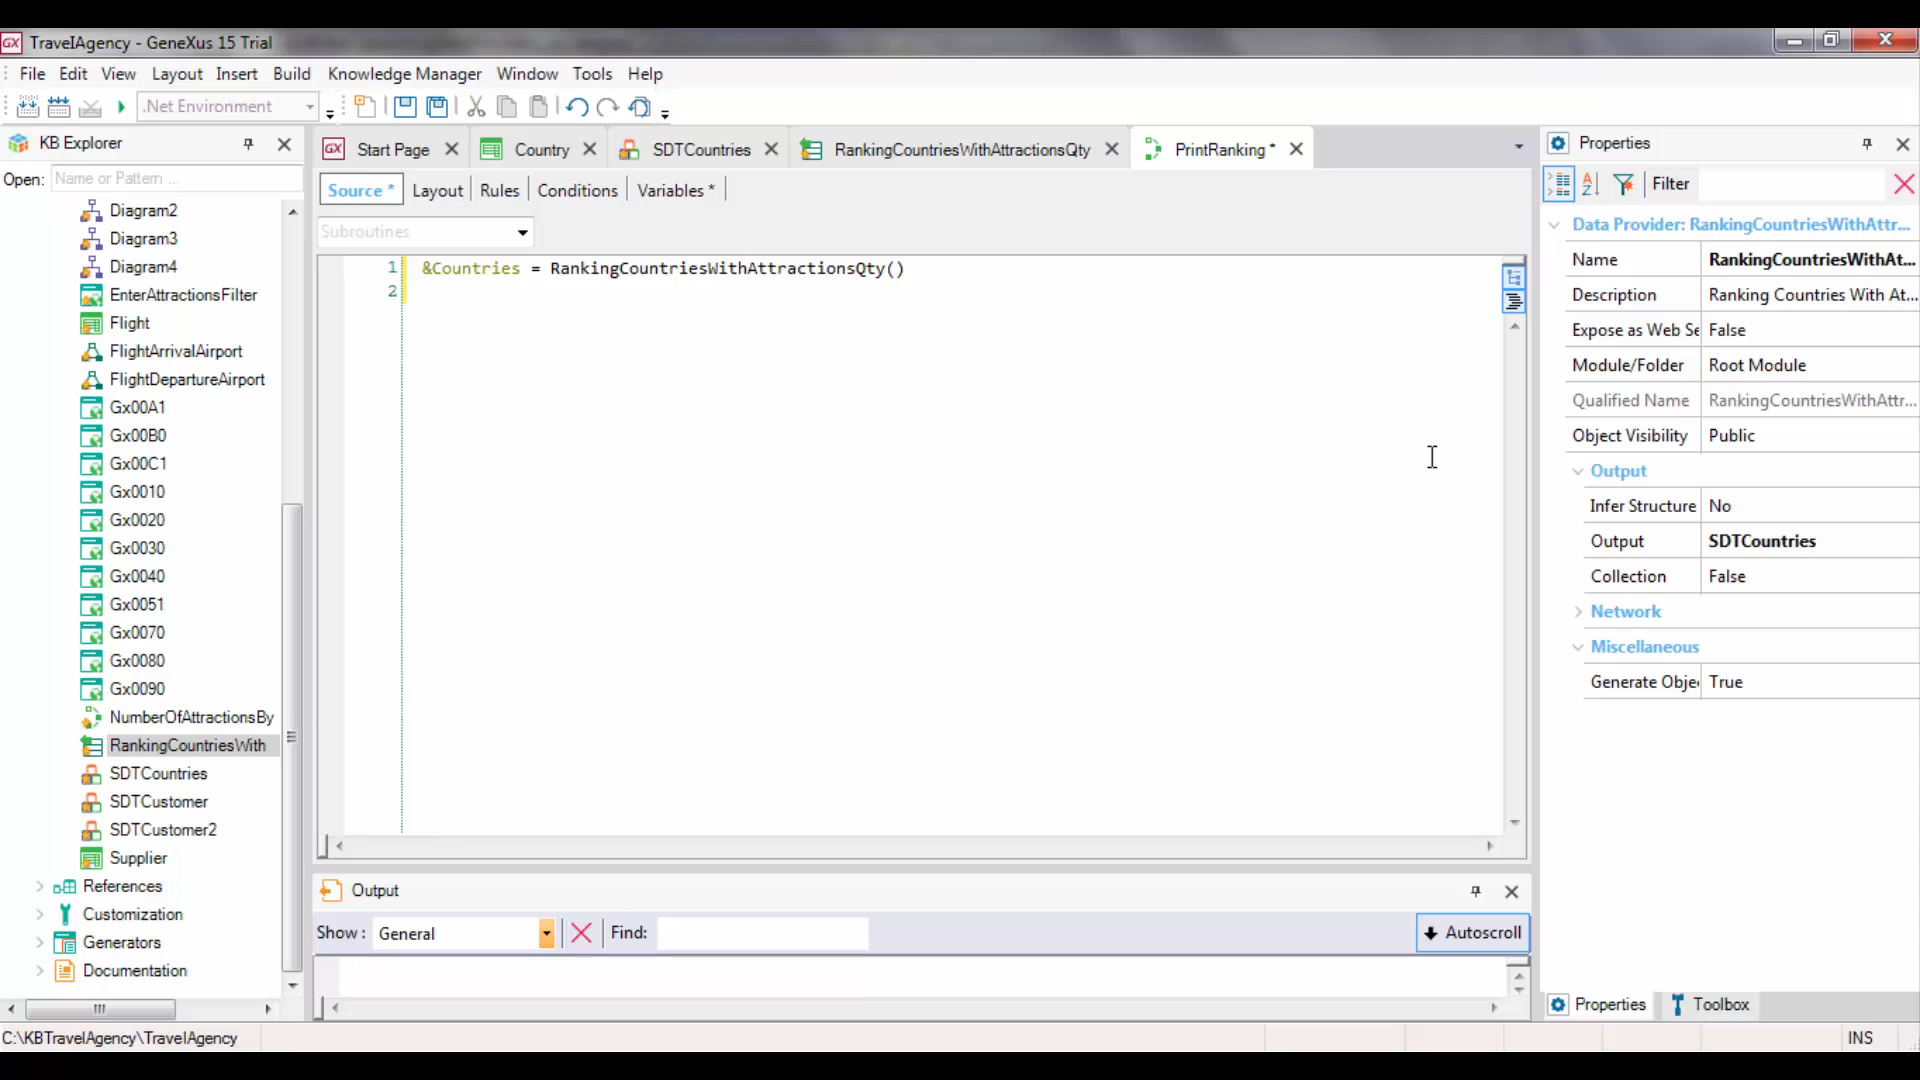 TravelAgency - GeneXus 15 Trial
File Edit View Layout Insert Build Knowledge Manager Window Tools Help
.Net Environment
KB Explorer
Open: Name or Pattern ...
Diagram2
Diagram3
Diagram4
EnterAttractionsFilter
Flight
FlightArrivalAirport
FlightDepartureAirport
Gx00A1
Gx00B0
Gx00C1
Gx0010
Gx0020
Gx0030
Gx0040
Gx0051
Gx0070
Gx0080
Gx0090
NumberOfAttractionsBy
RankingCountriesWith
SDTCountries
SDTCustomer
SDTCustomer2
Supplier
References
Customization
Generators
Documentation
Start Page Country SDTCountries RankingCountriesWithAttractionsQty PrintRanking *
Source * Layout Rules Conditions Variables *
Subroutines
1 &Countries = RankingCountriesWithAttractionsQty()
2
Output
Show : General Find: Autoscroll
Properties
Filter
Data Provider: RankingCountriesWithAttr...
Name RankingCountriesWithAt...
Description Ranking Countries With At...
Expose as Web Se False
Module/Folder Root Module
Qualified Name RankingCountriesWithAttr...
Object Visibility Public
Output
Infer Structure No
Output SDTCountries
Collection False
Network
Miscellaneous
Generate Obje True
Properties Toolbox
C:\KBTravelAgency\TravelAgency INS